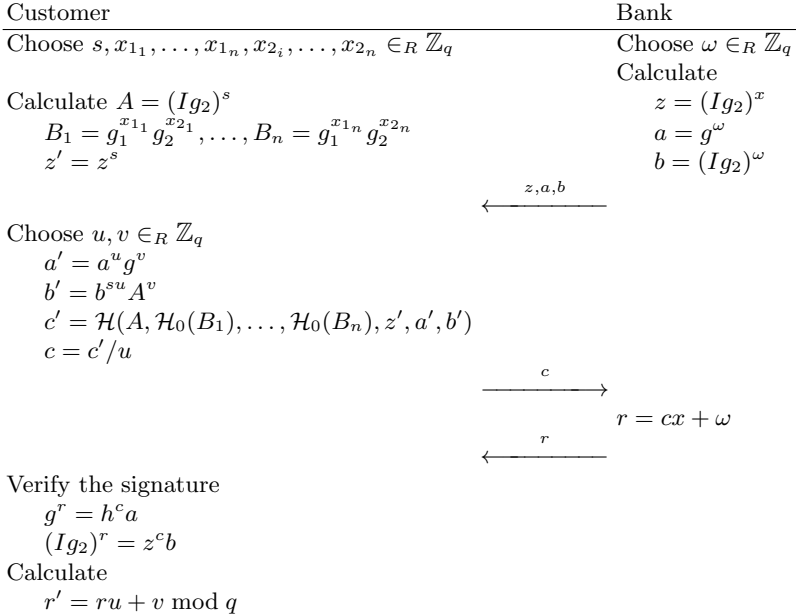 Customer Bank
Choose s, x_{1_1}, …, x_{1_n}, x_{2_i}, …, x_{2_n} ∈_R ℤ_q Choose ω ∈_R ℤ_q
Calculate
Calculate A = (Ig_2)^s z = (Ig_2)^x
B_1 = g_1^{x_{1_1}} g_2^{x_{2_1}}, …, B_n = g_1^{x_{1_n}} g_2^{x_{2_n}} a = g^ω
z' = z^s b = (Ig_2)^ω
z,a,b
←
Choose u, v ∈_R ℤ_q
a' = a^u g^v
b' = b^{su} A^v
c' = ℋ(A, ℋ_0(B_1), …, ℋ_0(B_n), z', a', b')
c = c'/u
c
→
r = cx + ω
r
←
Verify the signature
g^r = h^c a
(Ig_2)^r = z^c b
Calculate
r' = ru + v mod q